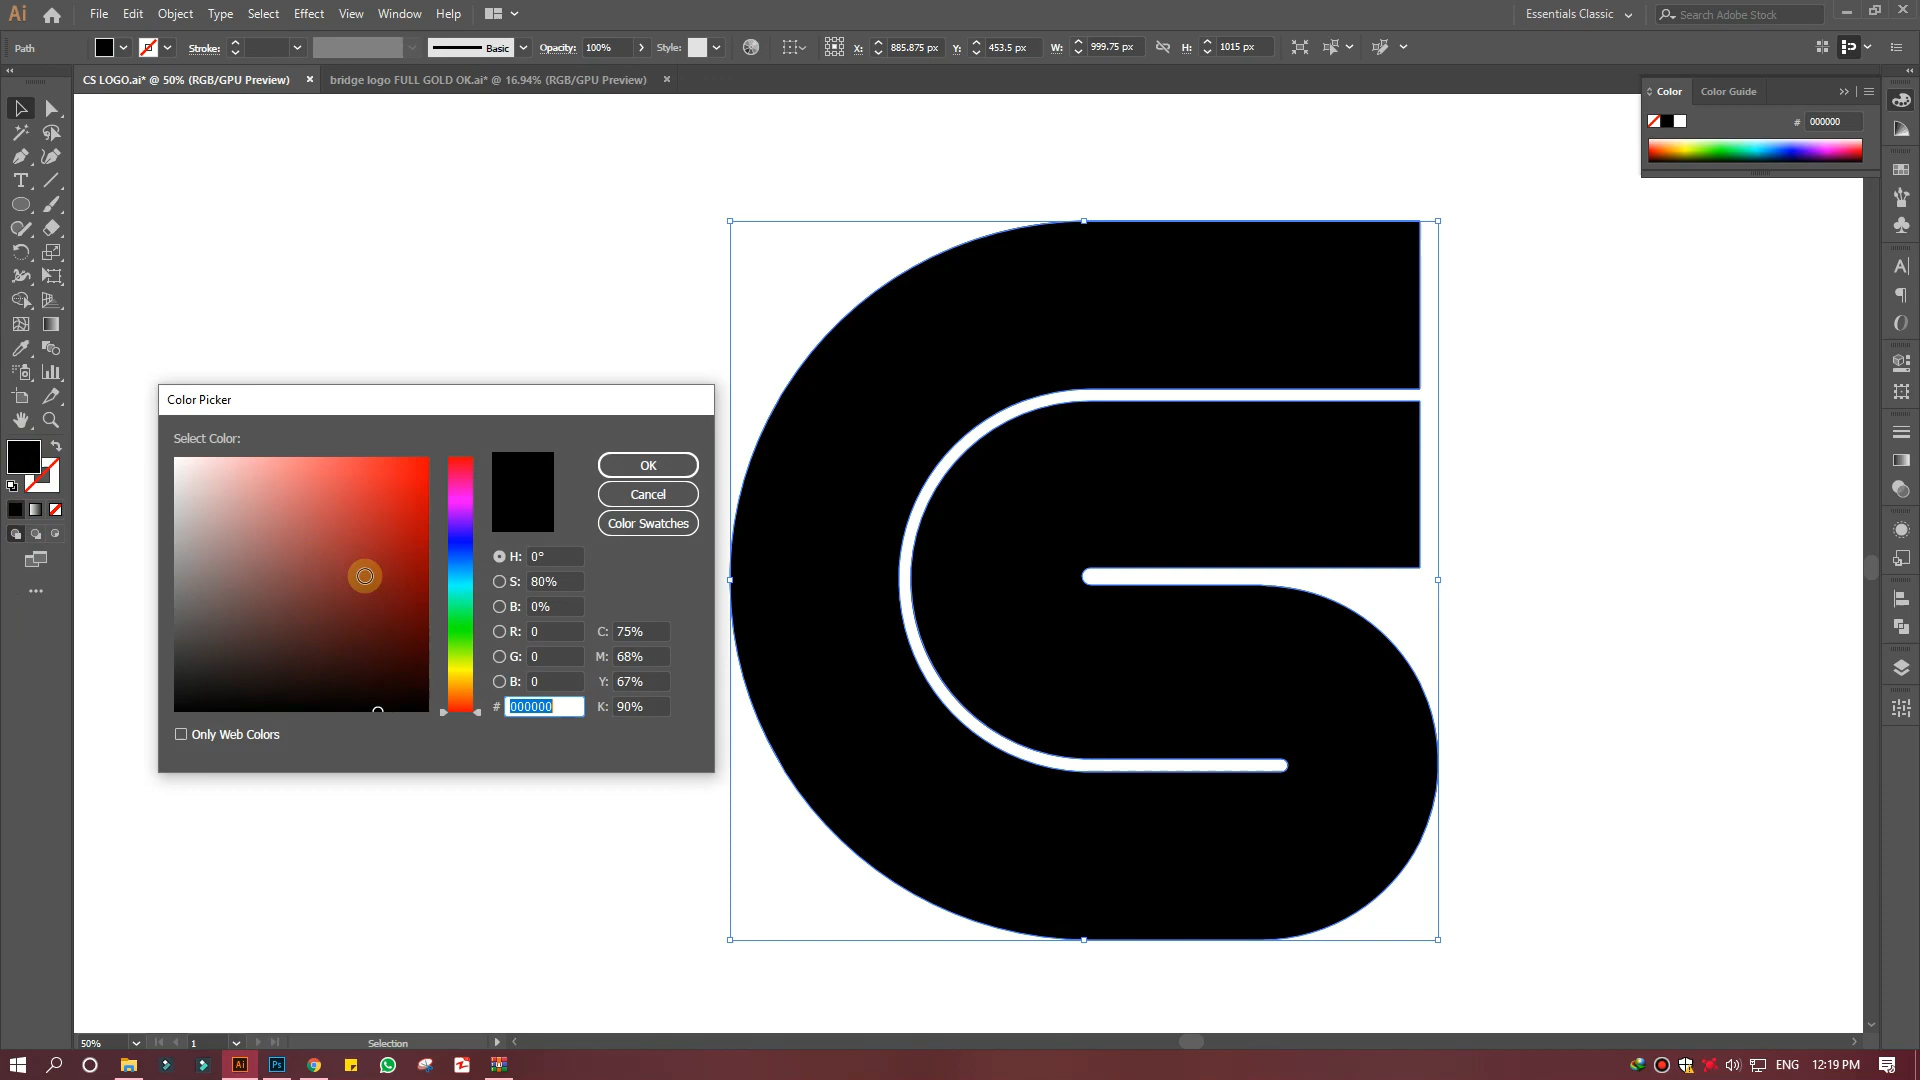 Ai File Edit Object Type Select Effect View Window Help Essentials Classic Search Adobe Stock
Path Stroke: Basic Opacity: 100% Style: X: 885.875 px Y: 453.5 px W: 999.75 px H: 1015 px
CS LOGO.ai* @ 50% (RGB/GPU Preview) × bridge logo FULL GOLD OK.ai* @ 16.94% (RGB/GPU Preview) ×
Color Color Guide
# 000000
Color Picker
Select Color:
OK
Cancel
Color Swatches
H: 0°
S: 80%
B: 0%
R: 0 C: 75%
G: 0 M: 68%
B: 0 Y: 67%
# 000000 K: 90%
Only Web Colors
50% 1 Selection
Ai Ps ENG 12:19 PM